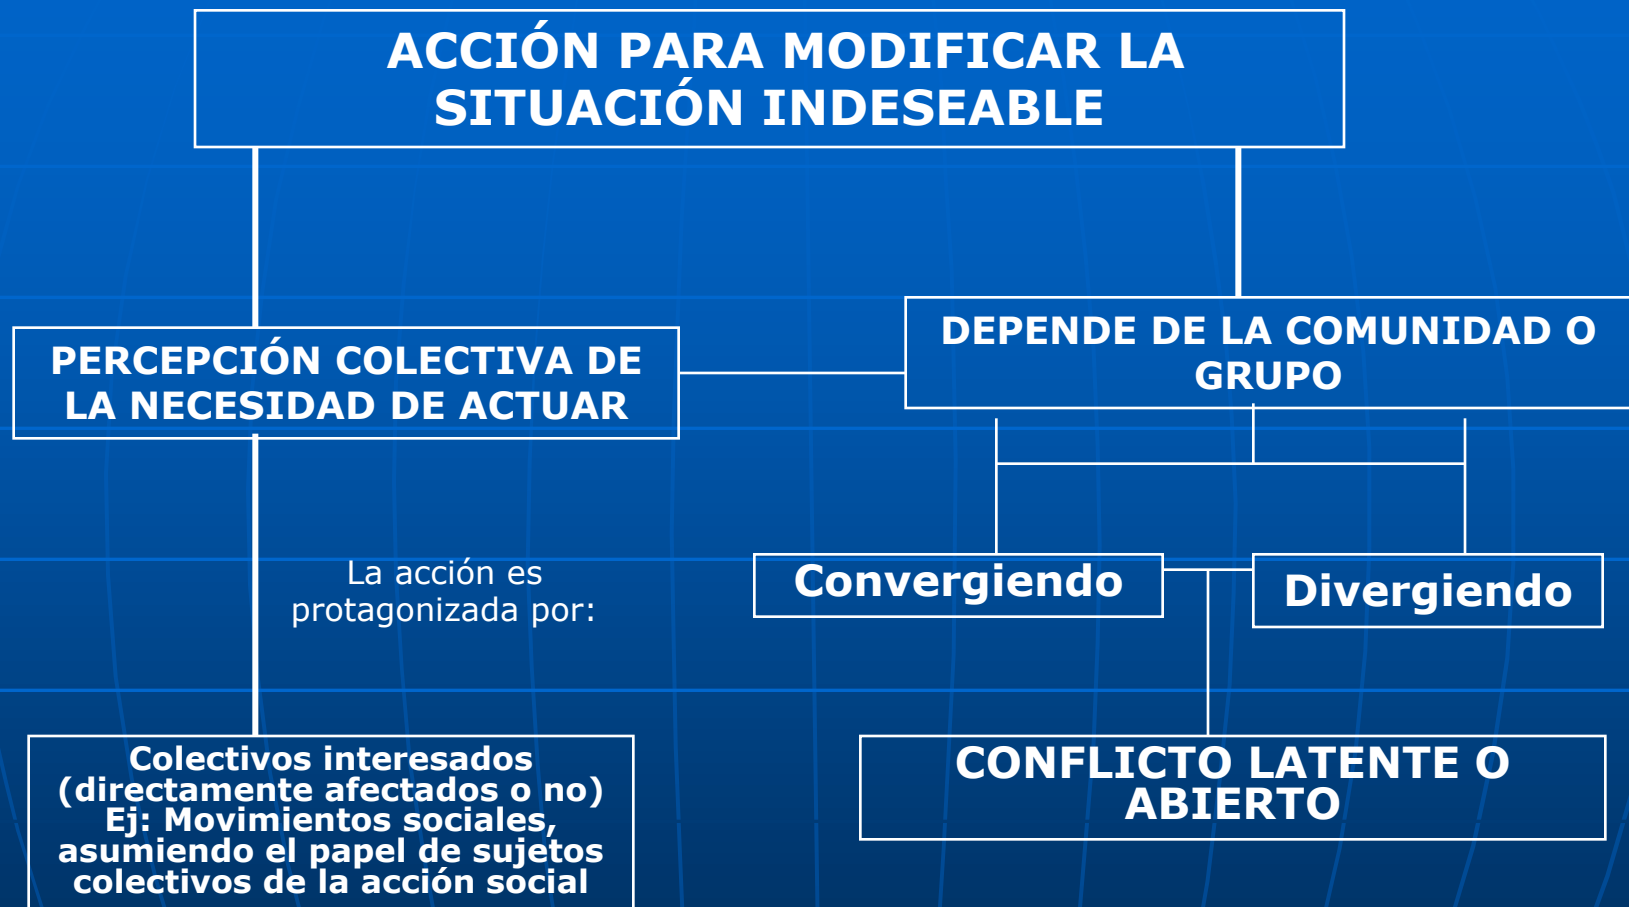 ACCIÓN PARA MODIFICAR LA
SITUACIÓN INDESEABLE
PERCEPCIÓN COLECTIVA DE
LA NECESIDAD DE ACTUAR
DEPENDE DE LA COMUNIDAD O
GRUPO
La acción es
protagonizada por:
Convergiendo
Divergiendo
Colectivos interesados
(directamente afectados o no)
Ej: Movimientos sociales,
asumiendo el papel de sujetos
colectivos de la acción social
CONFLICTO LATENTE O
ABIERTO